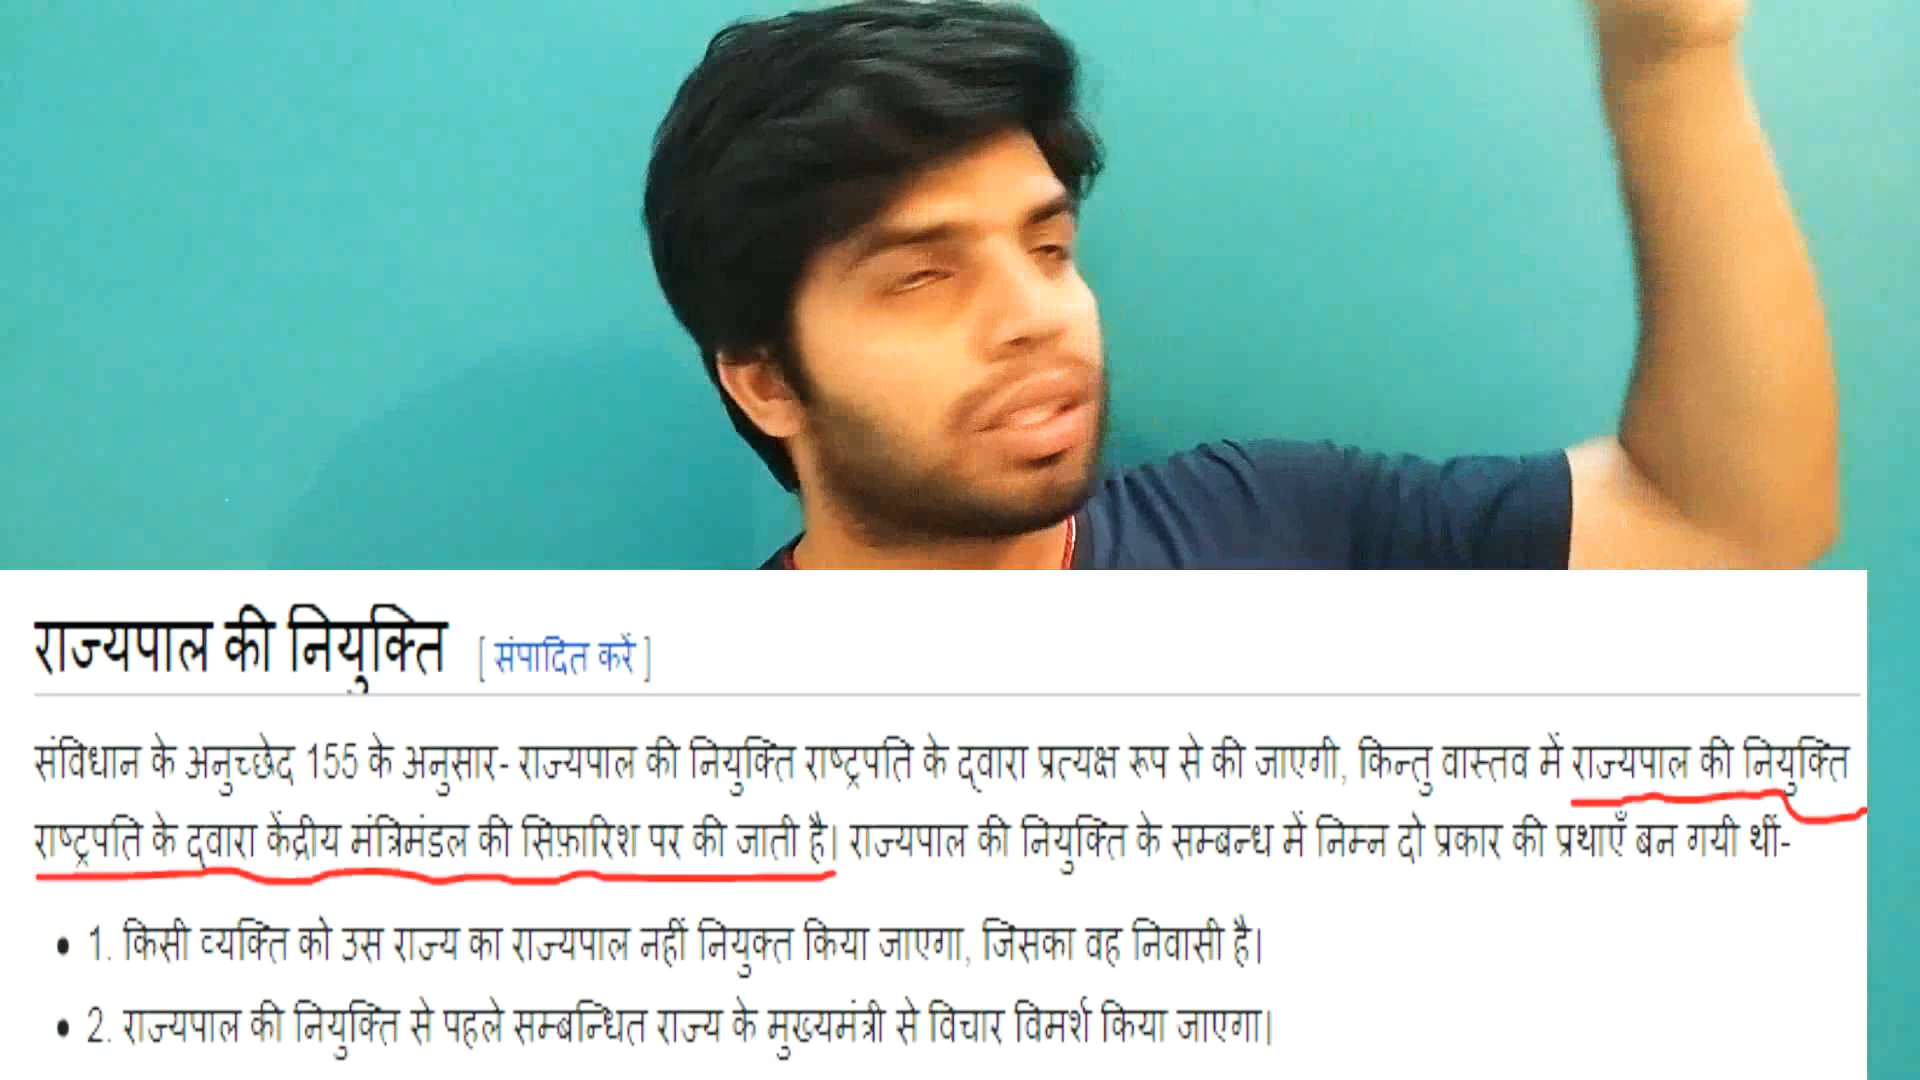 राज्यपाल की नियुक्ति [ संपादित करें ]
संविधान के अनुच्छेद 155 के अनुसार- राज्यपाल की नियुक्ति राष्ट्रपति के द्वारा प्रत्यक्ष रूप से की जाएगी, किन्तु वास्तव में राज्यपाल की नियुक्ति
राष्ट्रपति के द्वारा केंद्रीय मंत्रिमंडल की सिफ़ारिश पर की जाती है। राज्यपाल की नियुक्ति के सम्बन्ध में निम्न दो प्रकार की प्रथाएँ बन गयी थीं-
• 1. किसी व्यक्ति को उस राज्य का राज्यपाल नहीं नियुक्त किया जाएगा, जिसका वह निवासी है।
• 2. राज्यपाल की नियुक्ति से पहले सम्बन्धित राज्य के मुख्यमंत्री से विचार विमर्श किया जाएगा।